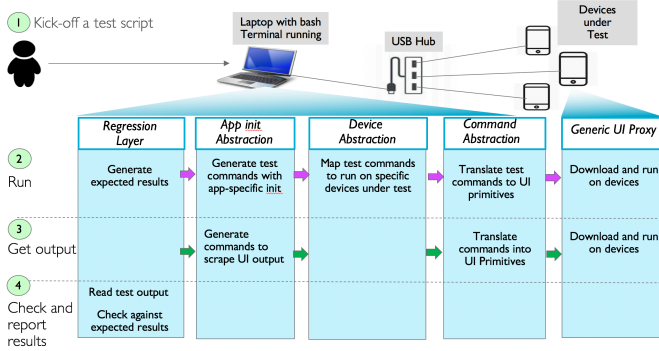 1 Kick-off a test script
Laptop with bash
Terminal running
USB Hub
Devices
under
Test
Regression
Layer
App init
Abstraction
Device
Abstraction
Command
Abstraction
Generic UI Proxy
2
Run
Generate
expected results
Generate test
commands with
app-specific init
Map test commands
to run on specific
devices under test
Translate test
commands to UI
primitives
Download and run
on devices
3
Get output
Generate
commands to
scrape UI output
Translate
commands into
UI Primitives
Download and run
on devices
4
Check and
report
results
Read test output
Check against
expected results